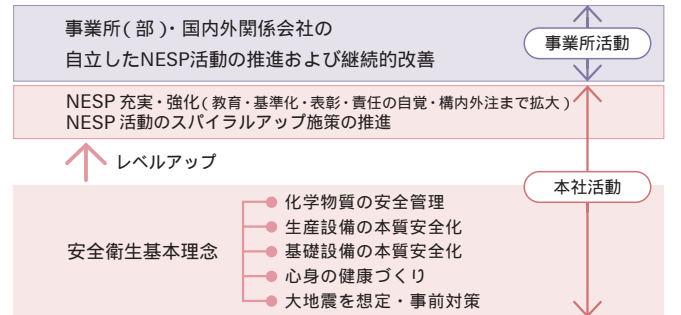 事業所(部)・国内外関係会社の
自立したNESP活動の推進および継続的改善
事業所活動
NESP 充実・強化(教育・基準化・表彰・責任の自覚・構内外注まで拡大)
NESP 活動のスパイラルアップ施策の推進
レベルアップ
本社活動
安全衛生基本理念
化学物質の安全管理
生産設備の本質安全化
基礎設備の本質安全化
心身の健康づくり
大地震を想定・事前対策